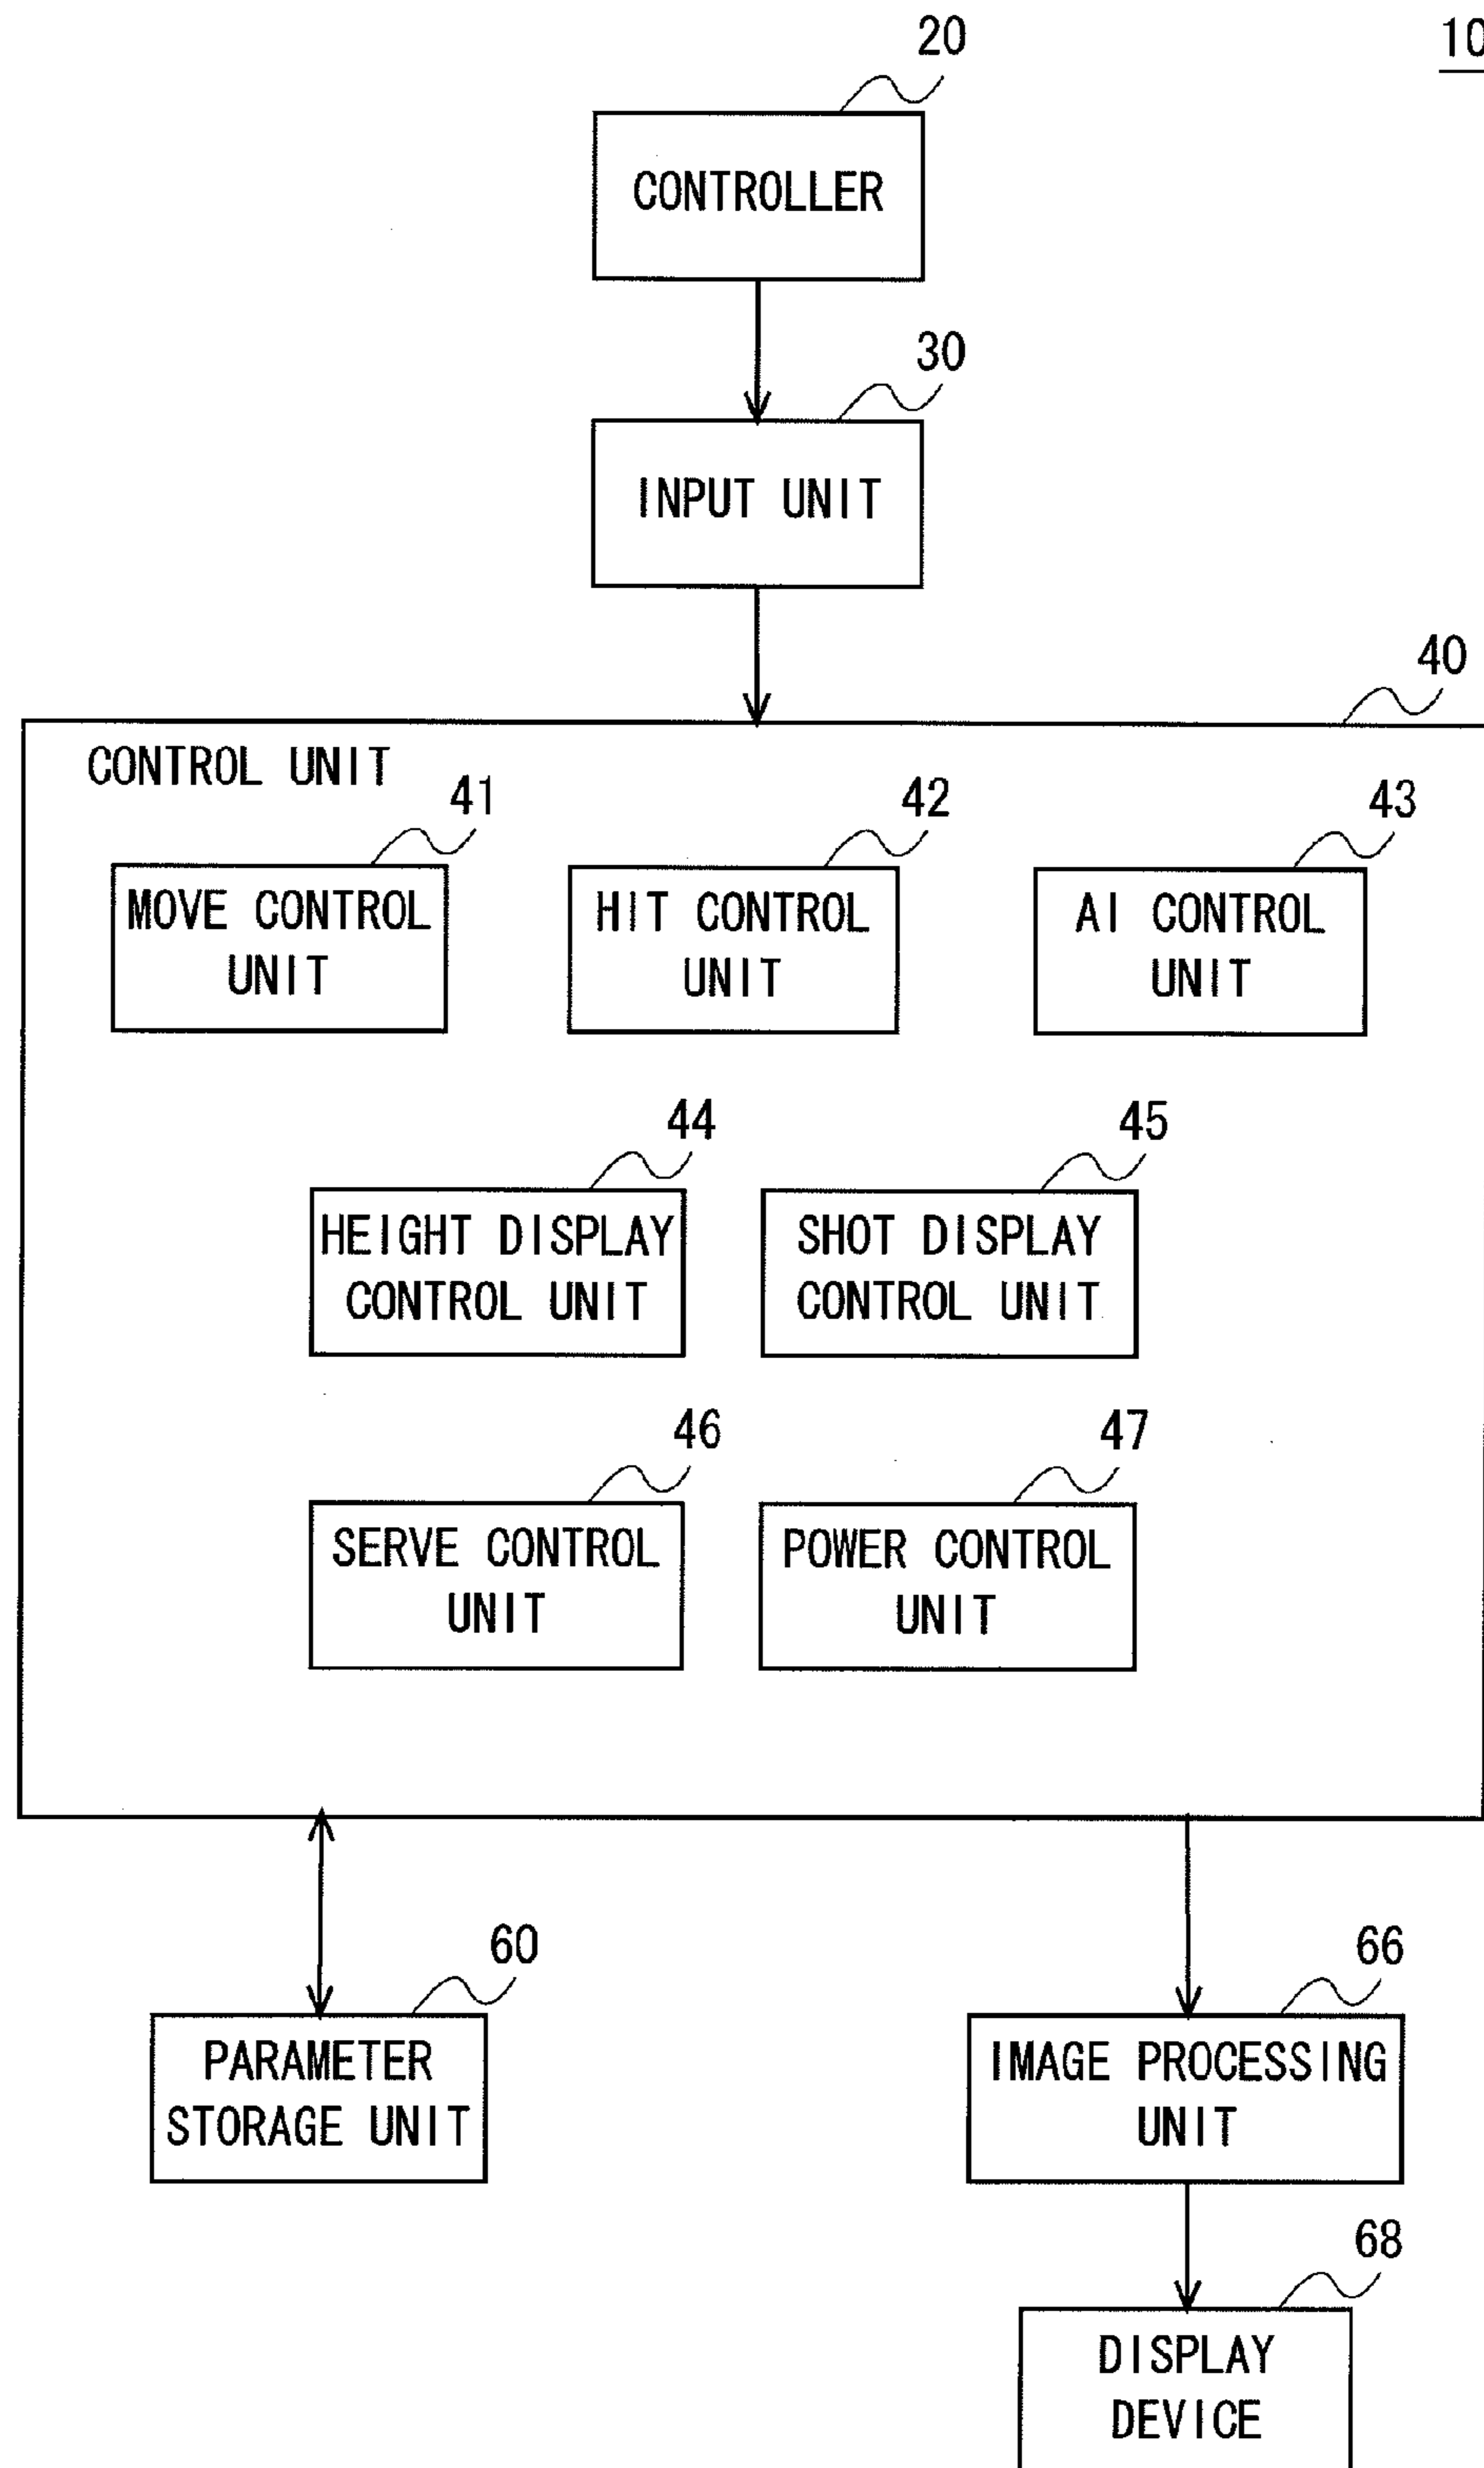 10
20
CONTROLLER
30
INPUT UNIT
40
CONTROL UNIT
41
MOVE CONTROL
UNIT
42
HIT CONTROL
UNIT
43
AI CONTROL
UNIT
44
HEIGHT DISPLAY
CONTROL UNIT
45
SHOT DISPLAY
CONTROL UNIT
46
SERVE CONTROL
UNIT
47
POWER CONTROL
UNIT
60
PARAMETER
STORAGE UNIT
66
IMAGE PROCESSING
UNIT
68
DISPLAY
DEVICE